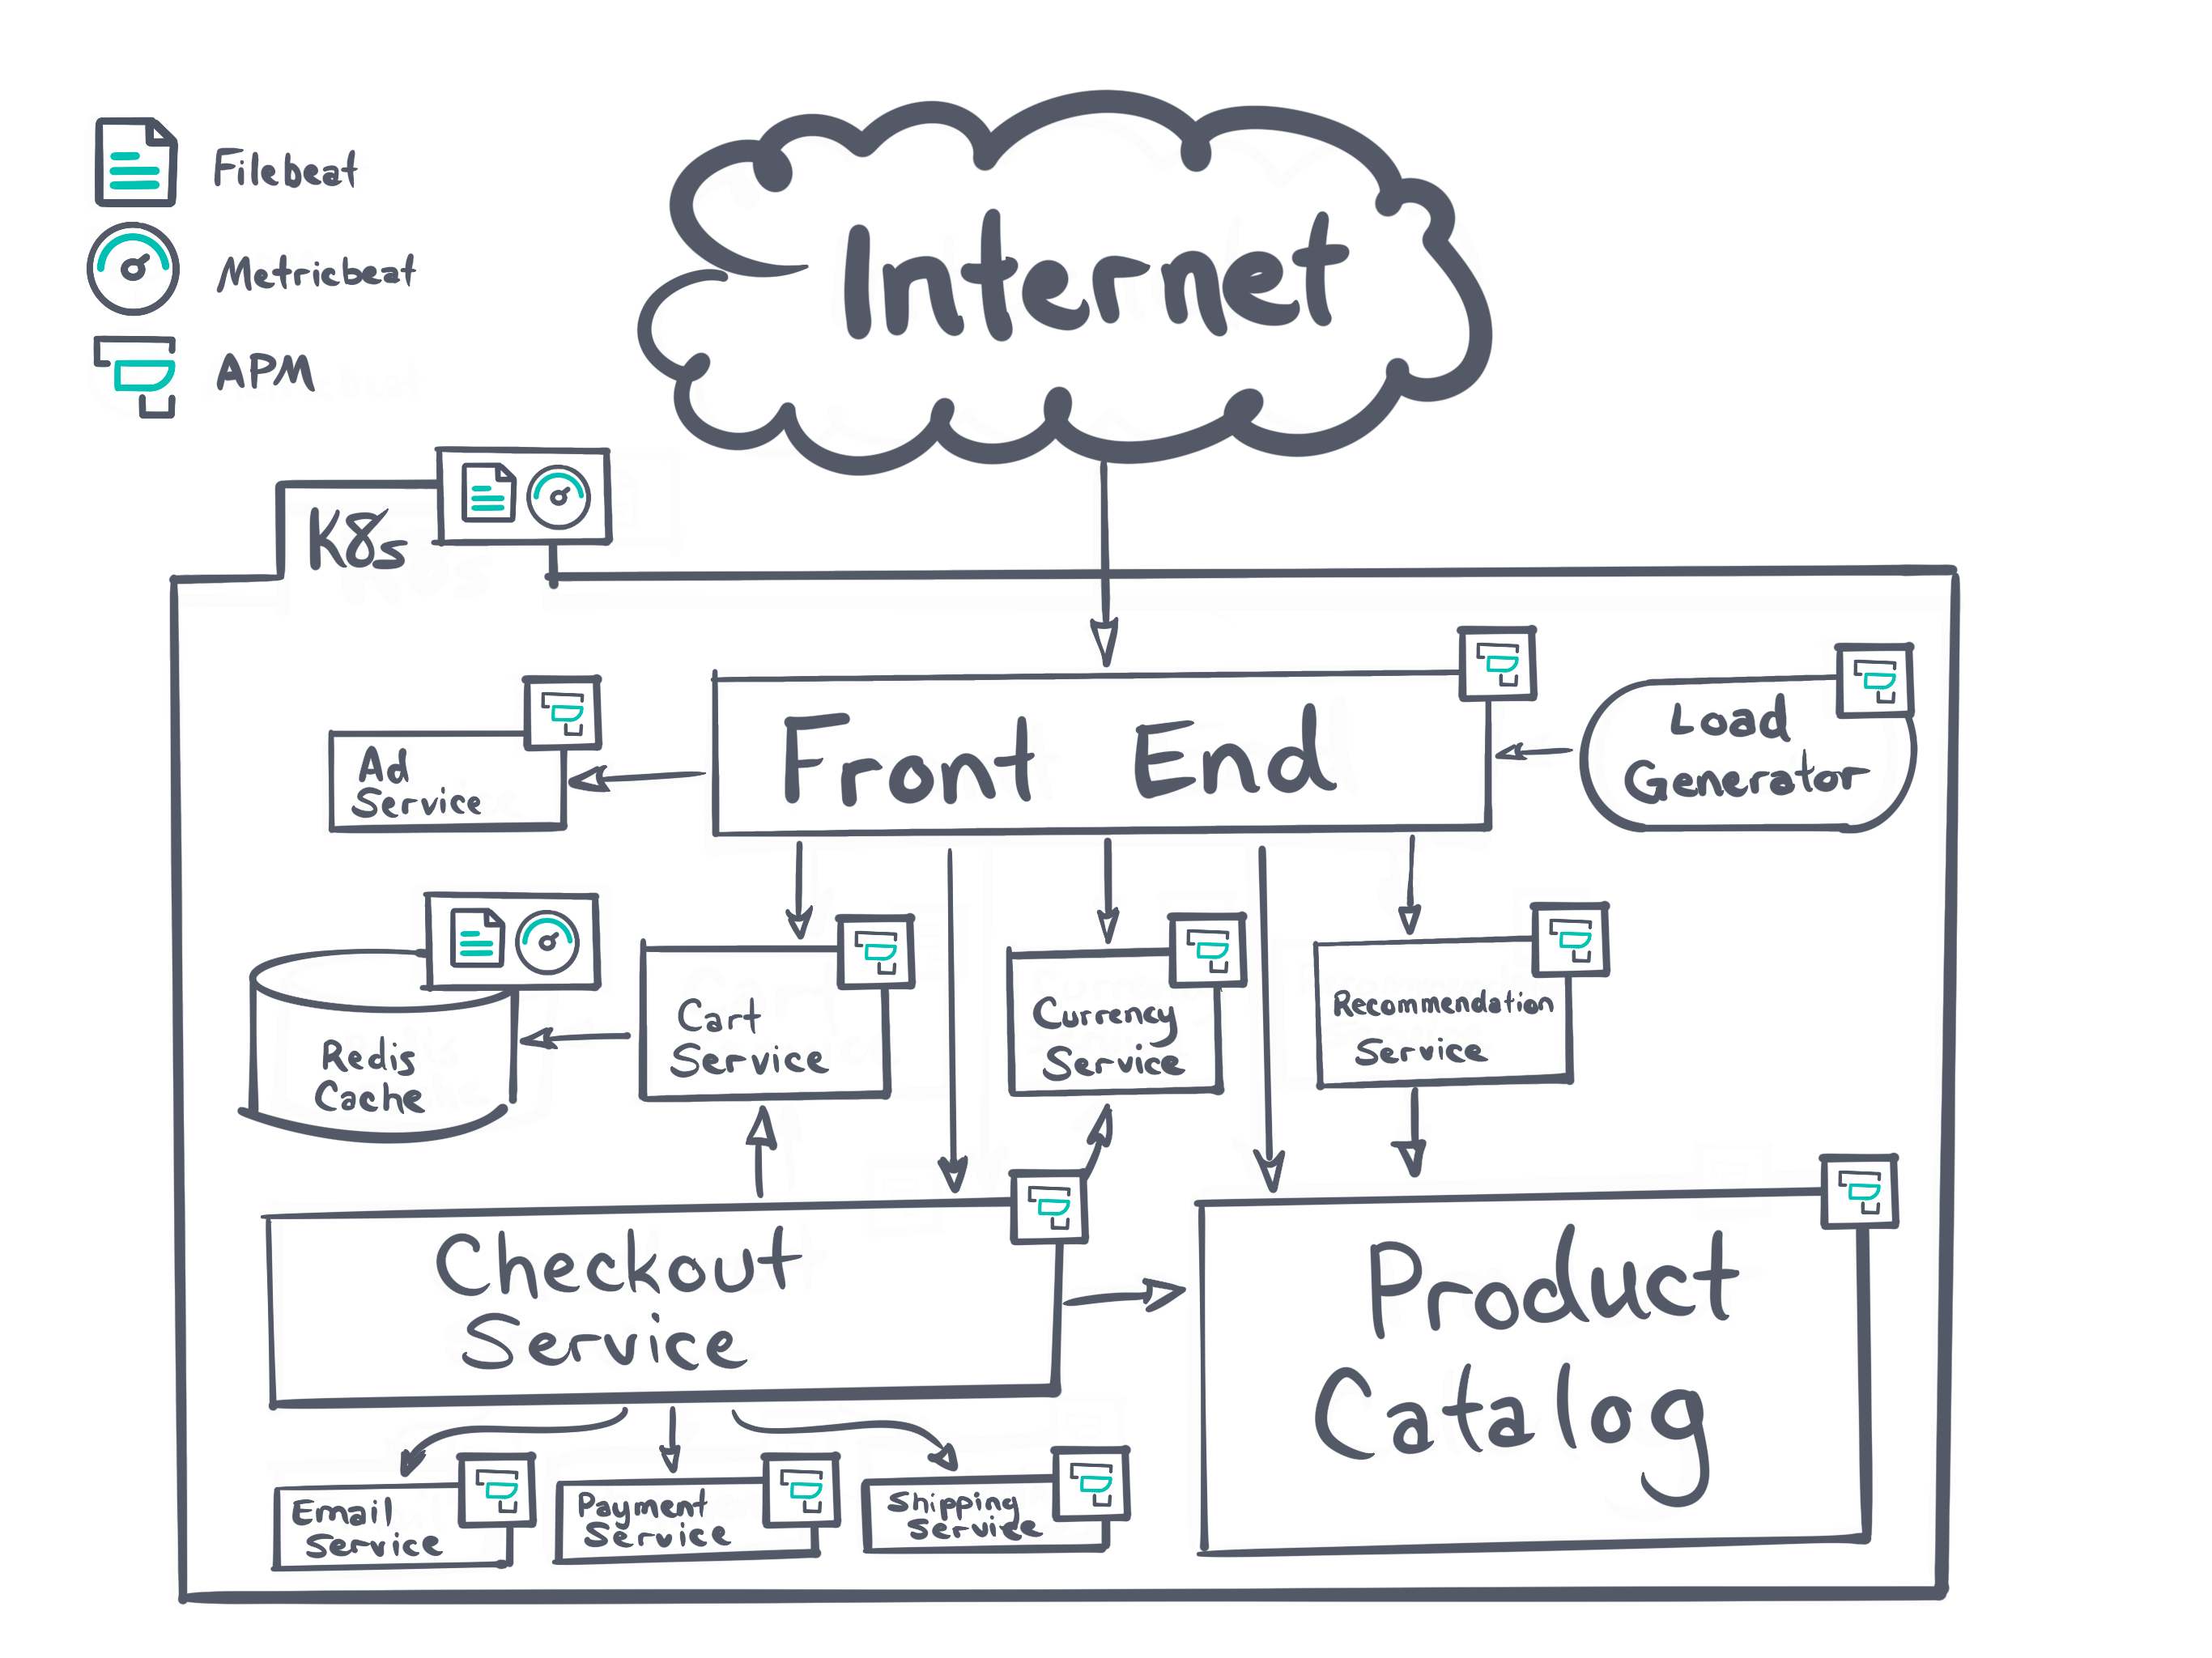 Filebeat
Metricbeat
APM
Internet
K8s
Ad
Service
Front End
Load
Generator
Redis
Cache
Cart
Service
Currency
Service
Recommendation
Service
Checkout
Service
Product
Catalog
Email
Service
Payment
Service
Shipping
Service